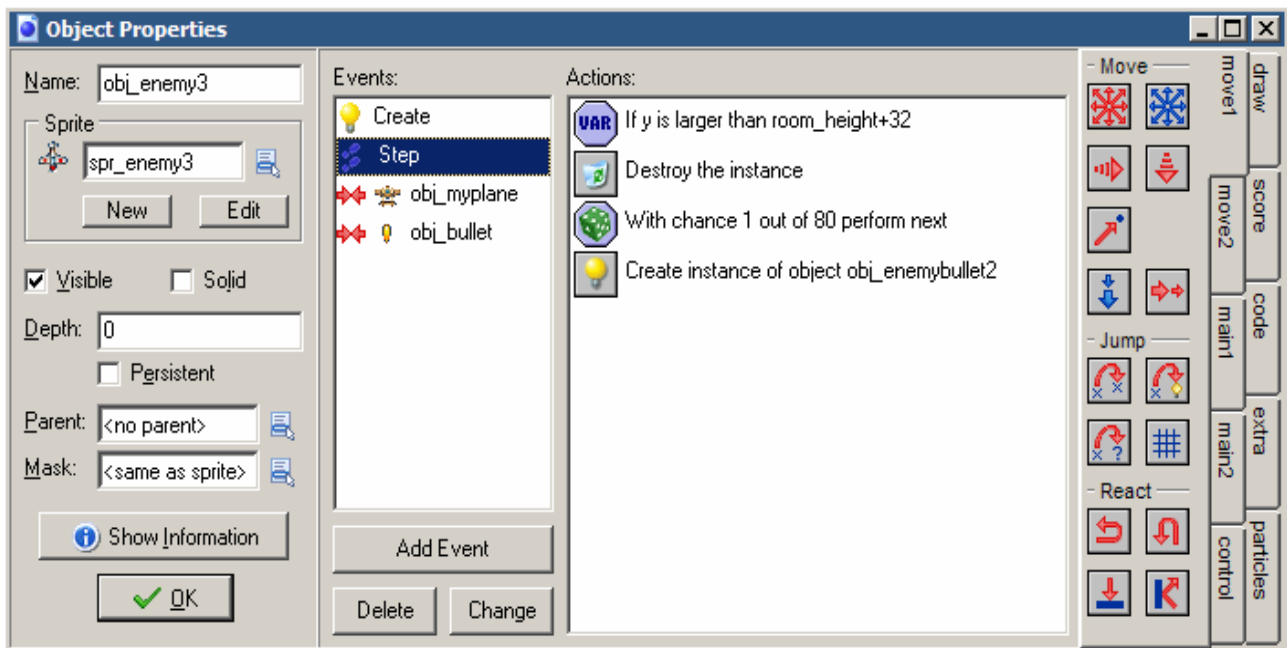 Object Properties
Name: obj_enemy3
Sprite
spr_enemy3
New Edit
Visible Solid
Depth: 0
Persistent
Parent: <no parent>
Mask: <same as sprite>
Show Information
OK
Events:
Create
Step
obj_myplane
obj_bullet
Add Event
Delete Change
Actions:
VAR If y is larger than room_height+32
Destroy the instance
With chance 1 out of 80 perform next
Create instance of object obj_enemybullet2
Move
Jump
React
move1
move2
main1
main2
control
draw
score
code
extra
particles